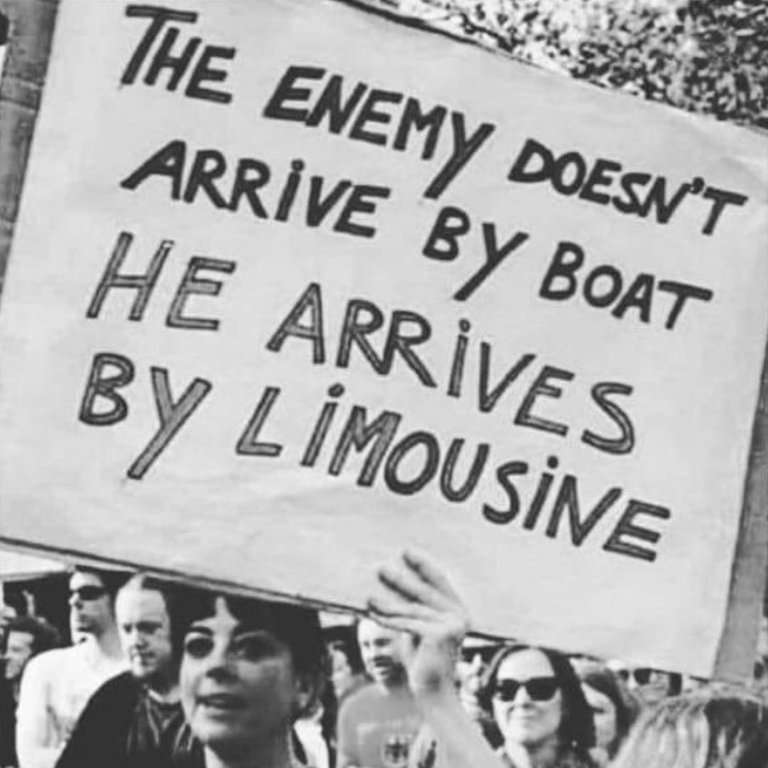 THE ENEMY DOESN'T
ARRIVE BY BOAT
HE ARRIVES
BY LIMOUSINE